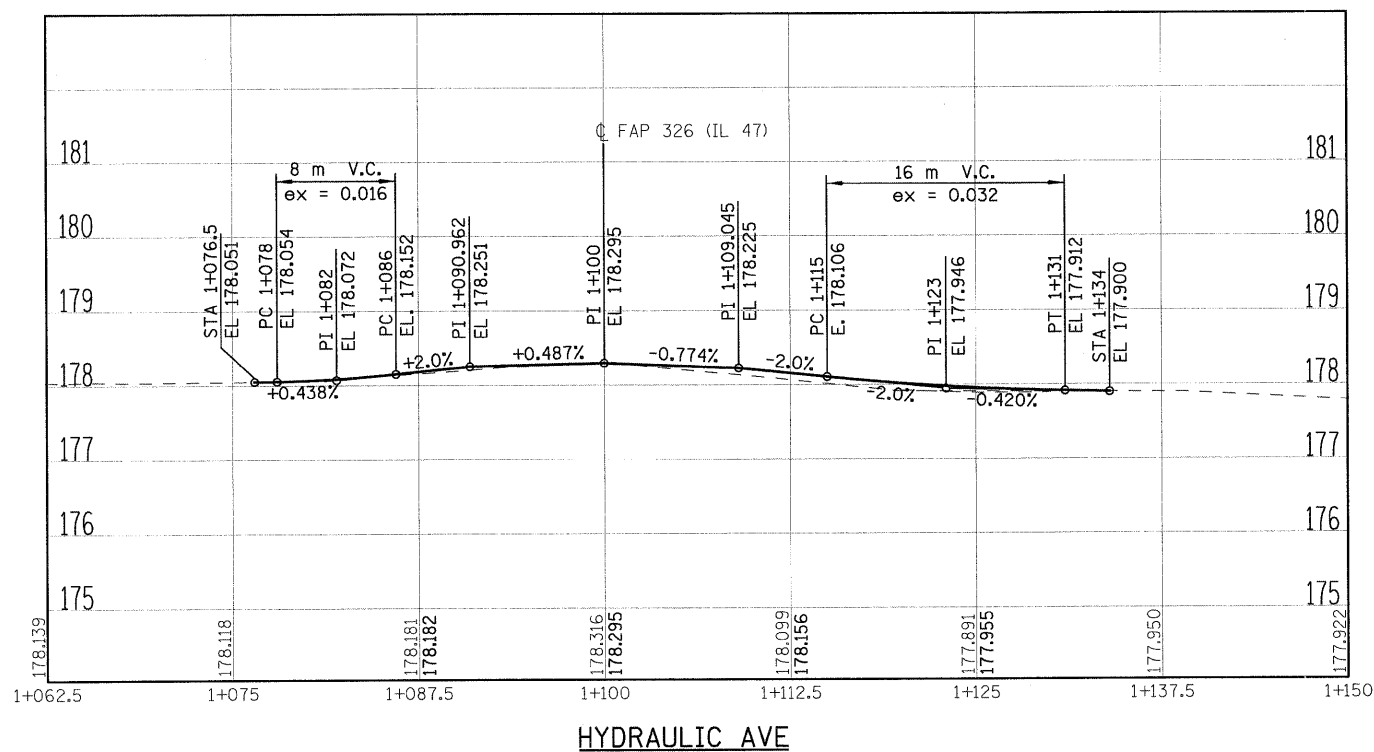 ℄ FAP 326 (IL 47)
181
181
8 m V.C.
ex = 0.016
16 m V.C.
ex = 0.032
180
180
STA 1+076.5
EL 178.051
PC 1+078
EL 178.054
PI 1+082
EL 178.072
PC 1+086
EL. 178.152
PI 1+090.962
EL 178.251
PI 1+100
EL 178.295
PI 1+109.045
EL 178.225
PC 1+115
E. 178.106
PI 1+123
EL 177.946
PT 1+131
EL 177.912
STA 1+134
EL 177.900
179
179
178
178
+0.438%
+2.0%
+0.487%
-0.774%
-2.0%
-2.0%
-0.420%
177
177
176
176
175
175
178.139
178.118
178.181
178.182
178.316
178.295
178.099
178.156
177.891
177.955
177.950
177.922
1+062.5
1+075
1+087.5
1+100
1+112.5
1+125
1+137.5
1+150
HYDRAULIC AVE